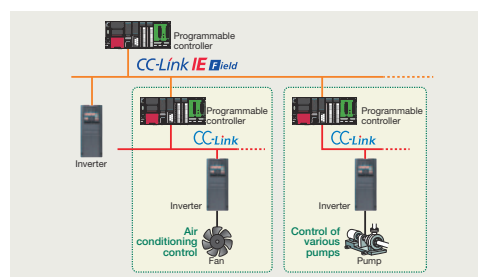 Programmable
controller
CC-Link IE Field
Programmable
controller
Programmable
controller
CC-Link
CC-Link
Inverter
Inverter
Inverter
Air
conditioning
control
Fan
Control of
various
pumps
Pump